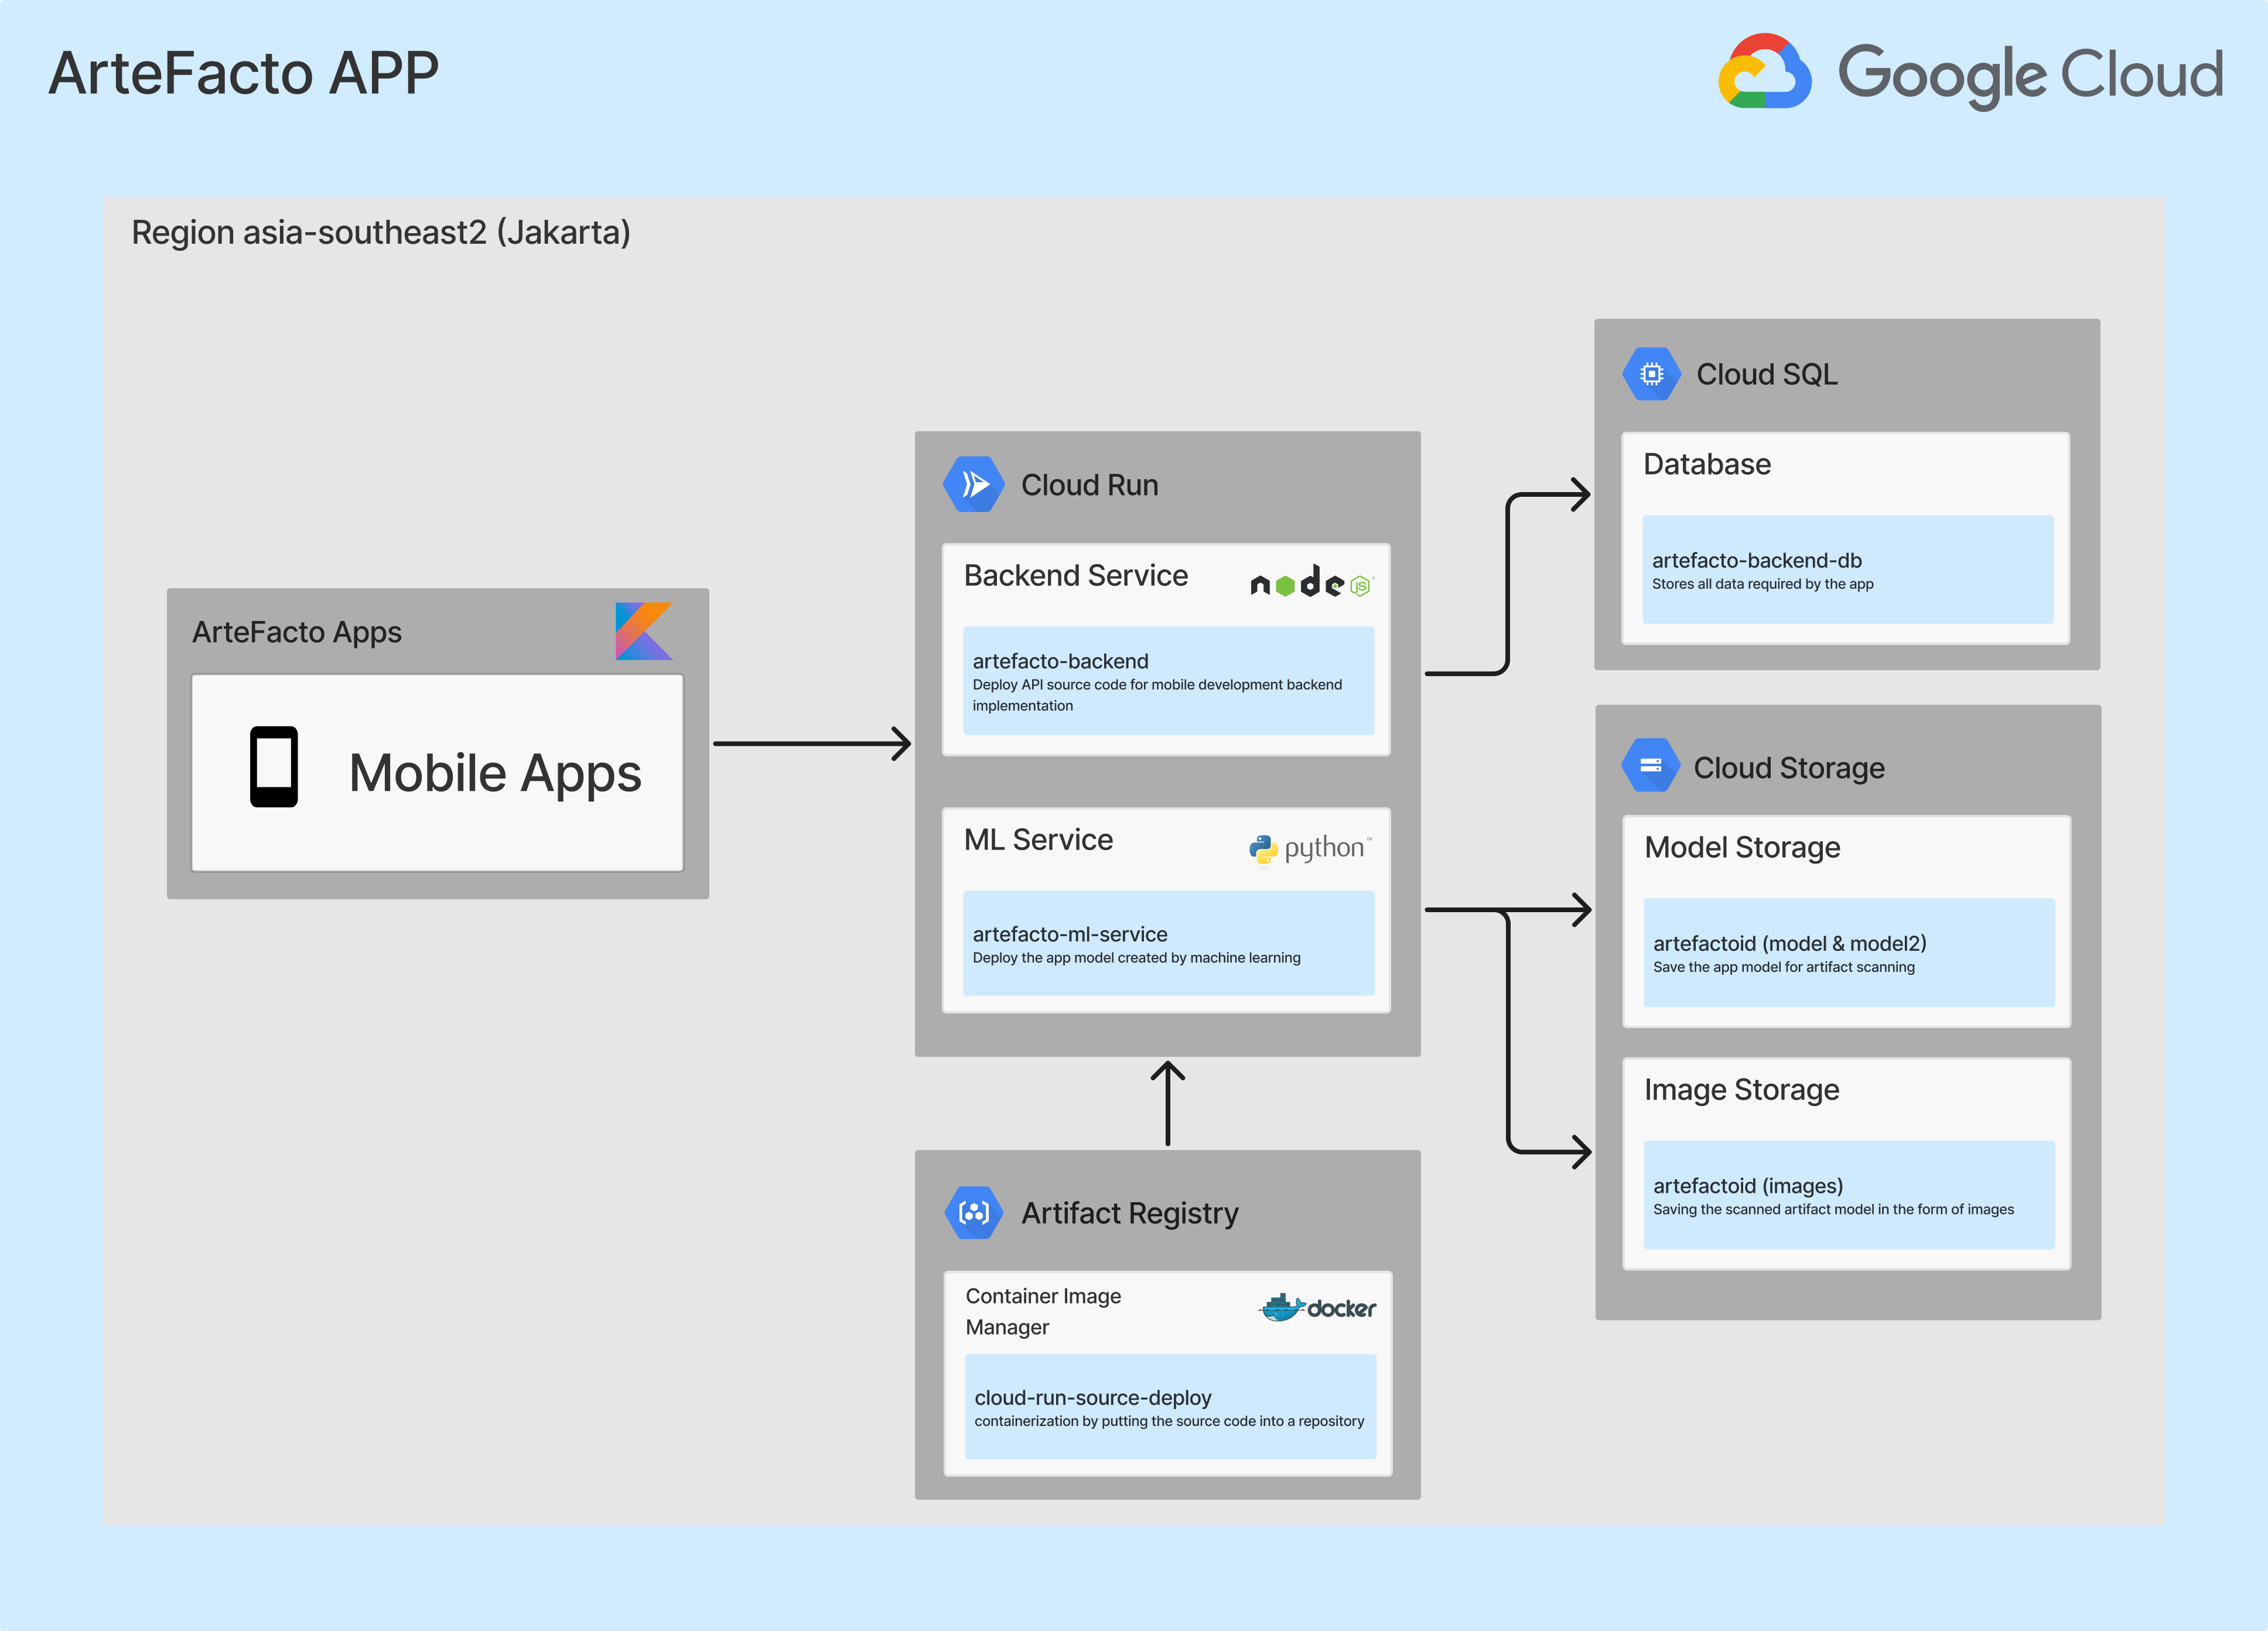 ArteFacto APP
Google Cloud
Region asia-southeast2 (Jakarta)
ArteFacto Apps
Mobile Apps
Cloud Run
Backend Service
node
JS
artefacto-backend
Deploy API source code for mobile development backend
implementation
ML Service
python™
artefacto-ml-service
Deploy the app model created by machine learning
Artifact Registry
Container Image
Manager
docker
cloud-run-source-deploy
containerization by putting the source code into a repository
Cloud SQL
Database
artefacto-backend-db
Stores all data required by the app
Cloud Storage
Model Storage
artefactoid (model & model2)
Save the app model for artifact scanning
Image Storage
artefactoid (images)
Saving the scanned artifact model in the form of images